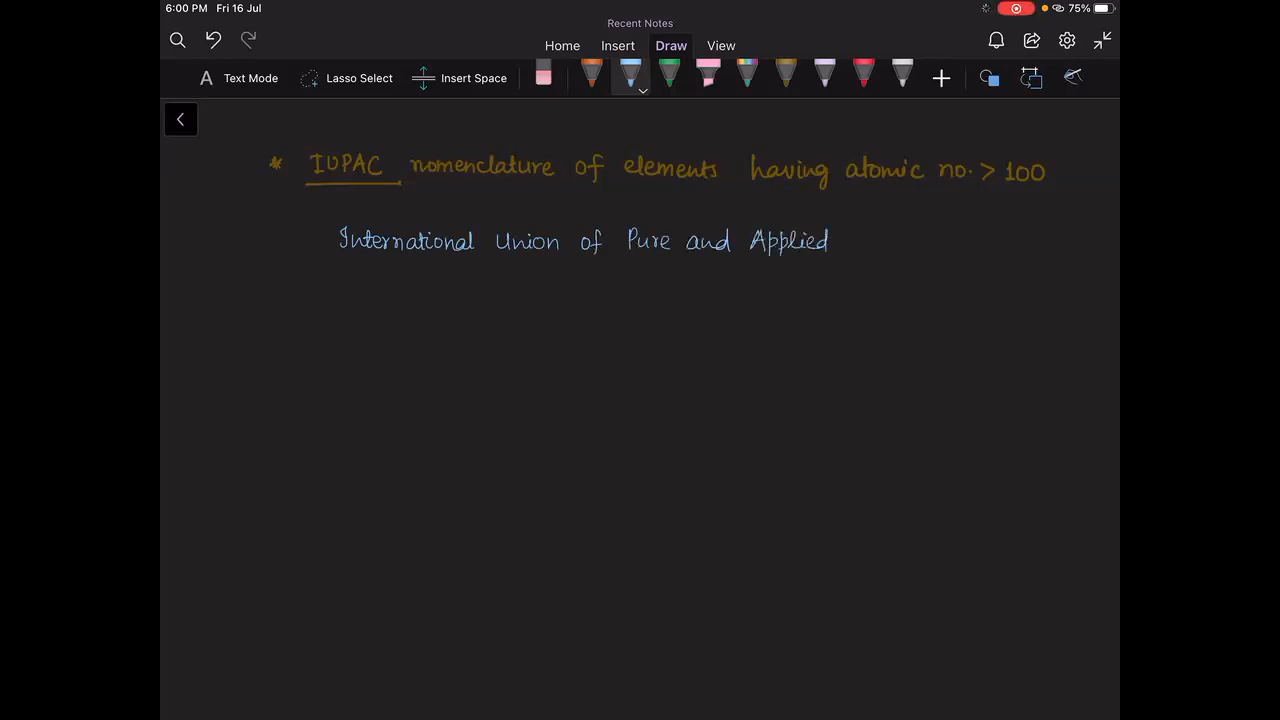 6:00 PM Fri 16 Jul 75%
Recent Notes
Home Insert Draw View
A Text Mode Lasso Select Insert Space
* IUPAC nomenclature of elements having atomic no. > 100
International Union of Pure and Applied